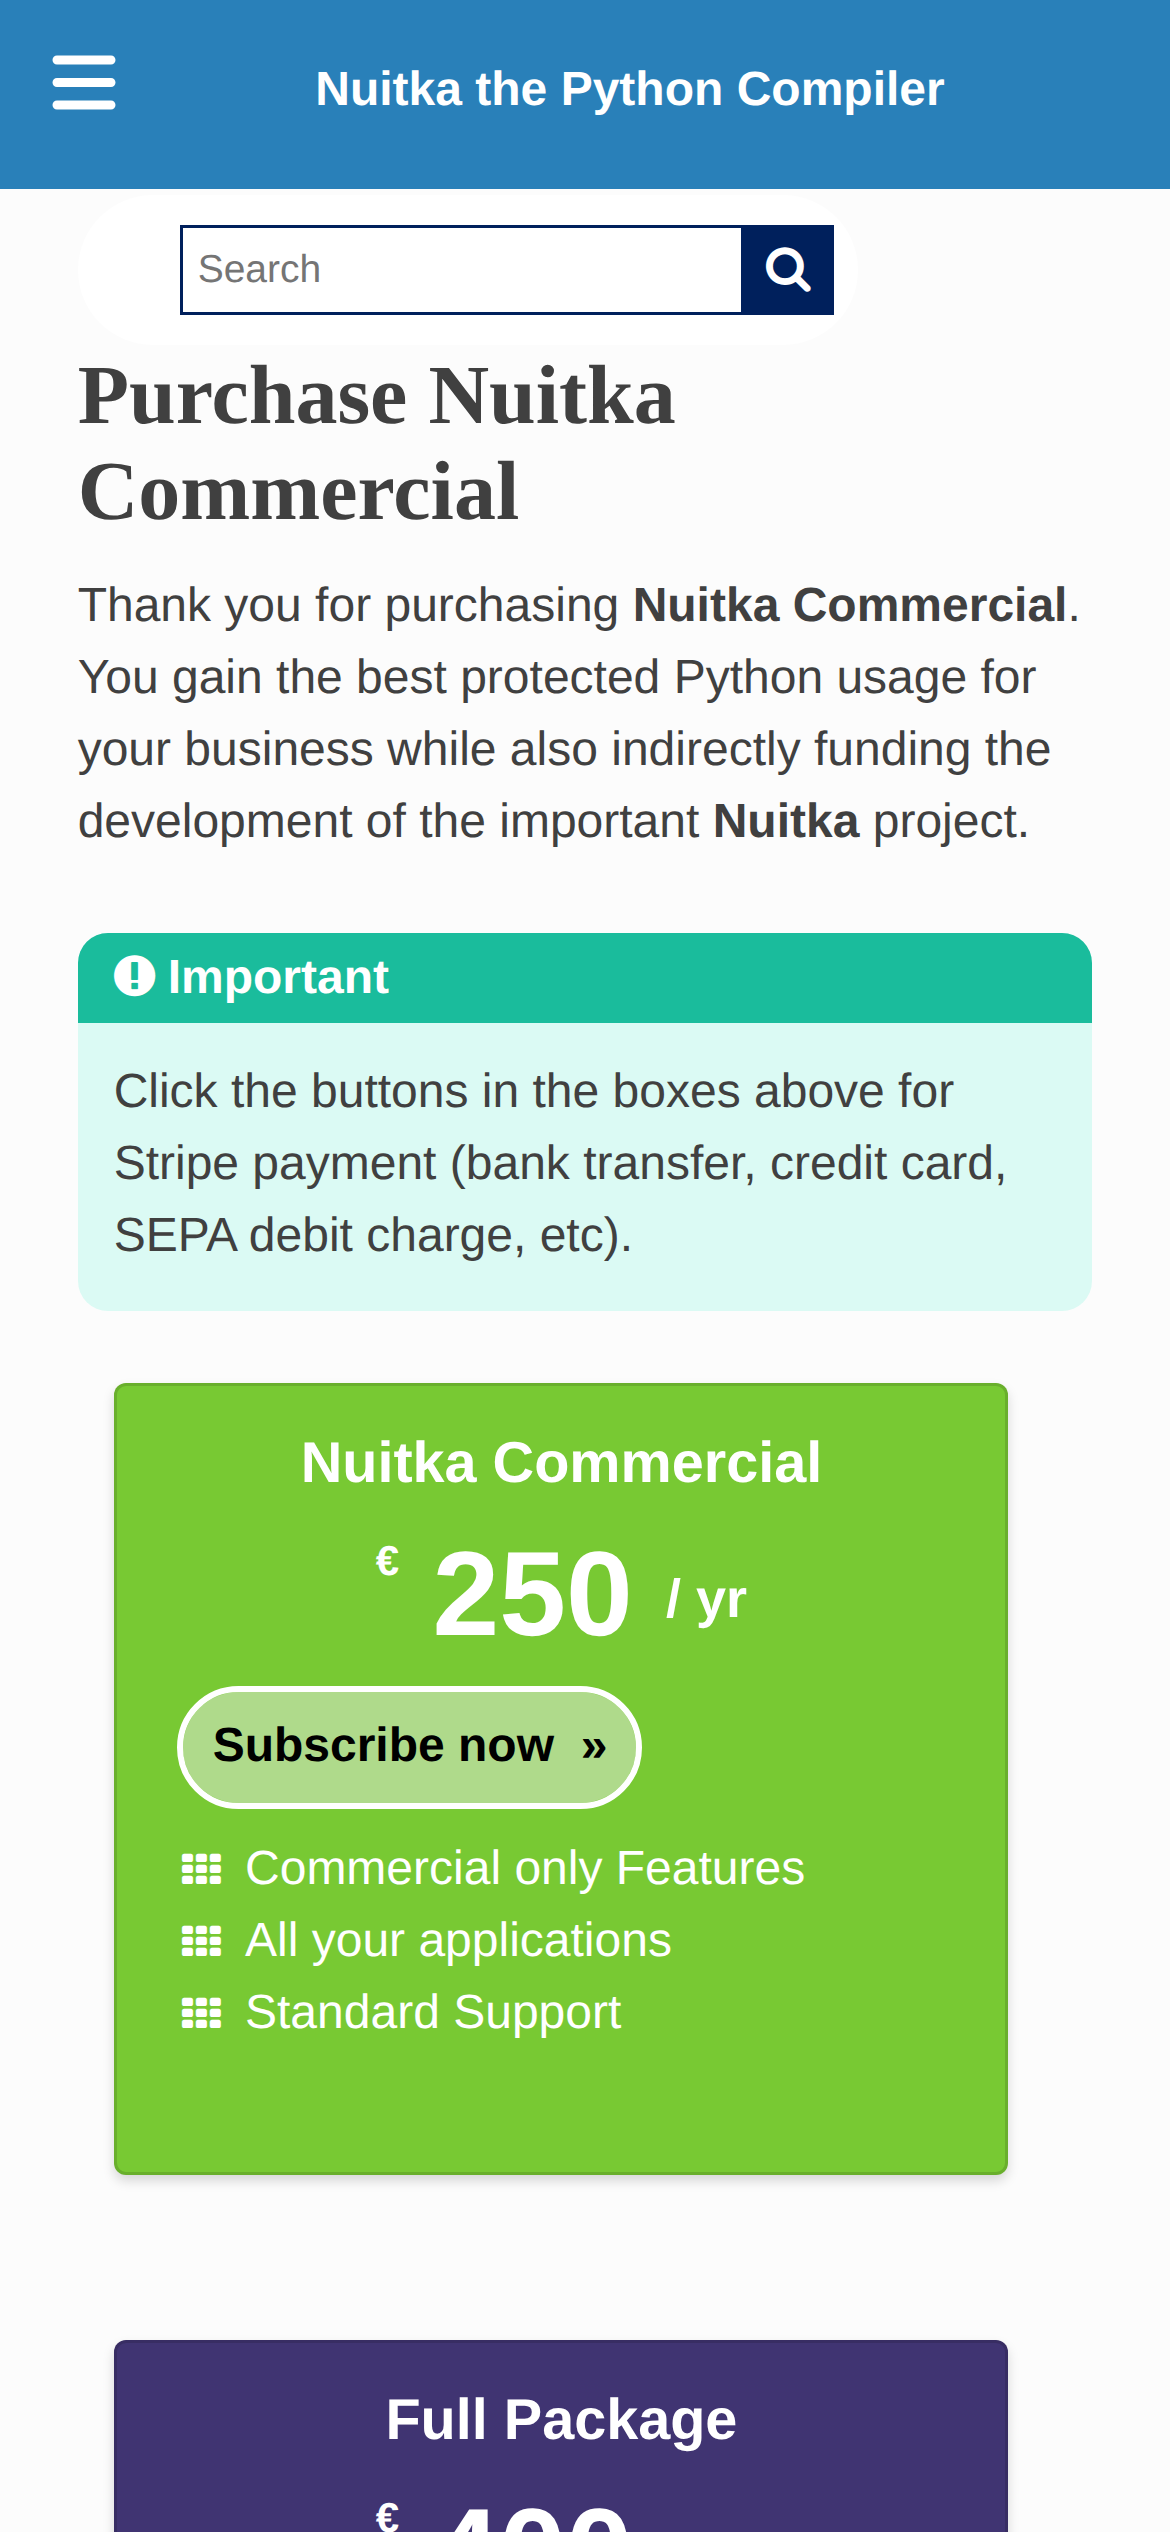 Nuitka the Python Compiler
Search
Purchase Nuitka
Commercial
Thank you for purchasing Nuitka Commercial.
You gain the best protected Python usage for
your business while also indirectly funding the
development of the important Nuitka project.
Important
Click the buttons in the boxes above for
Stripe payment (bank transfer, credit card,
SEPA debit charge, etc).
Nuitka Commercial
€ 250 / yr
Subscribe now »
Commercial only Features
All your applications
Standard Support
Full Package
€